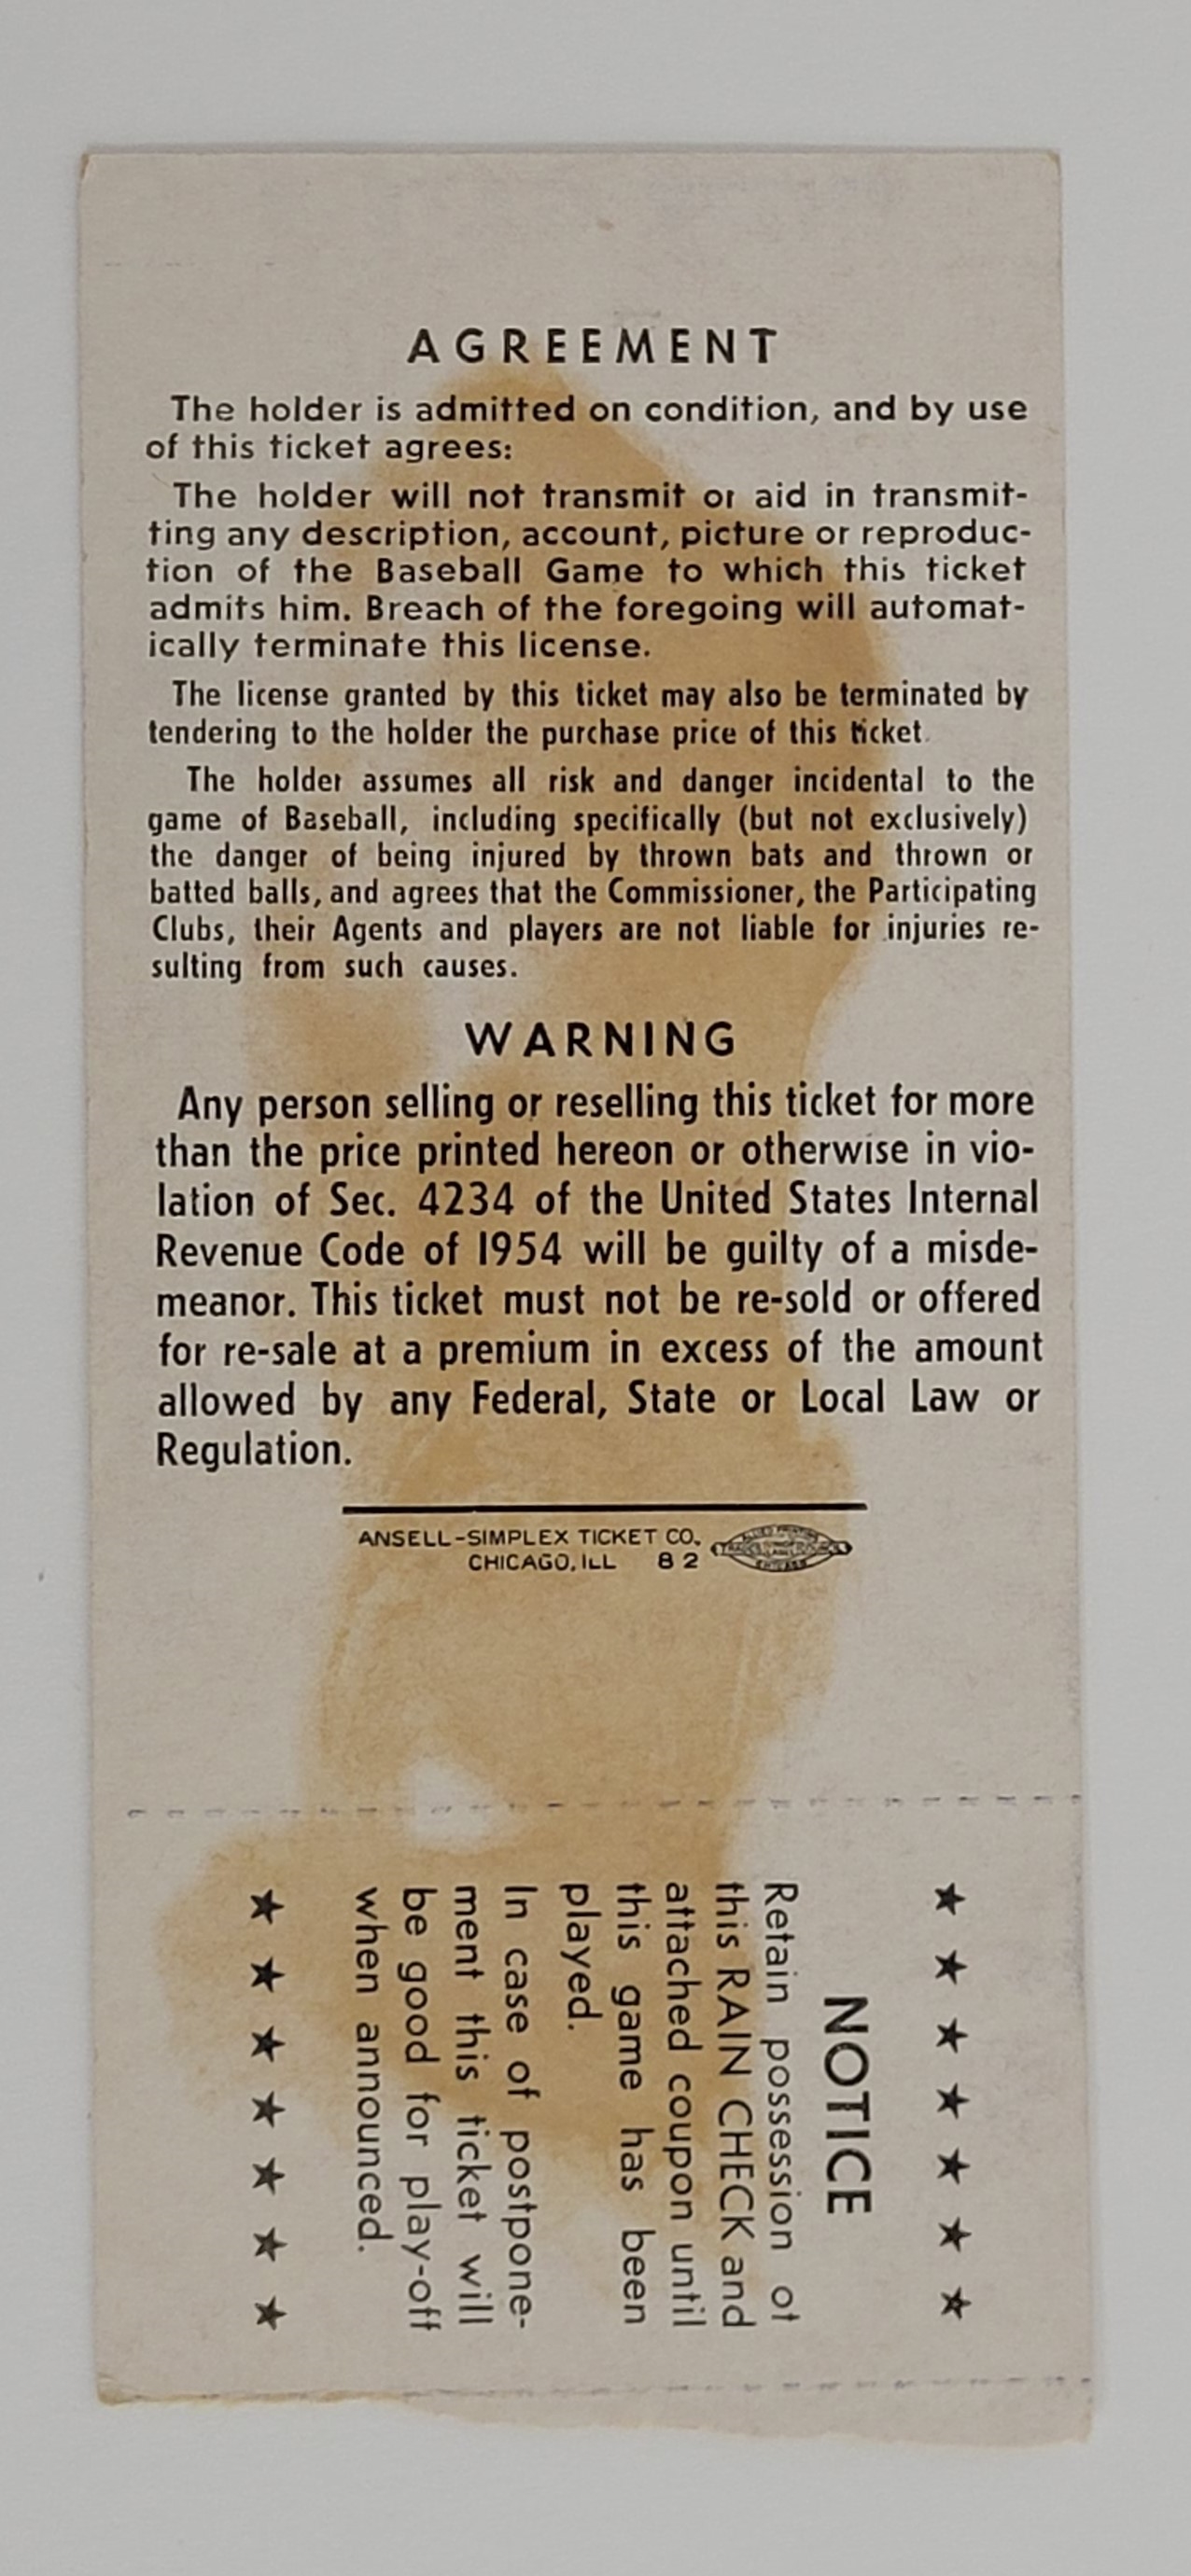 AGREEMENT
The holder is admitted on condition, and by use
of this ticket agrees:
The holder will not transmit or aid in transmit-
ting any description, account, picture or reproduc-
tion of the Baseball Game to which this ticket
admits him. Breach of the foregoing will automat-
ically terminate this license.
The license granted by this ticket may also be terminated by
tendering to the holder the purchase price of this ticket.
The holder assumes all risk and danger incidental to the
game of Baseball, including specifically (but not exclusively)
the danger of being injured by thrown bats and thrown or
batted balls, and agrees that the Commissioner, the Participating
Clubs, their Agents and players are not liable for injuries re-
sulting from such causes.
WARNING
Any person selling or reselling this ticket for more
than the price printed hereon or otherwise in vio-
lation of Sec. 4234 of the United States Internal
Revenue Code of 1954 will be guilty of a misde-
meanor. This ticket must not be re-sold or offered
for re-sale at a premium in excess of the amount
allowed by any Federal, State or Local Law or
Regulation.
ANSELL-SIMPLEX TICKET CO.
CHICAGO, ILL 82
ALLIED PRINTING
TRADES UNION LABEL COUNCIL
CHICAGO
NOTICE
Retain possession of
this RAIN CHECK and
attached coupon until
this game has been
played.
In case of postpone-
ment this ticket will
be good for play-off
when announced.